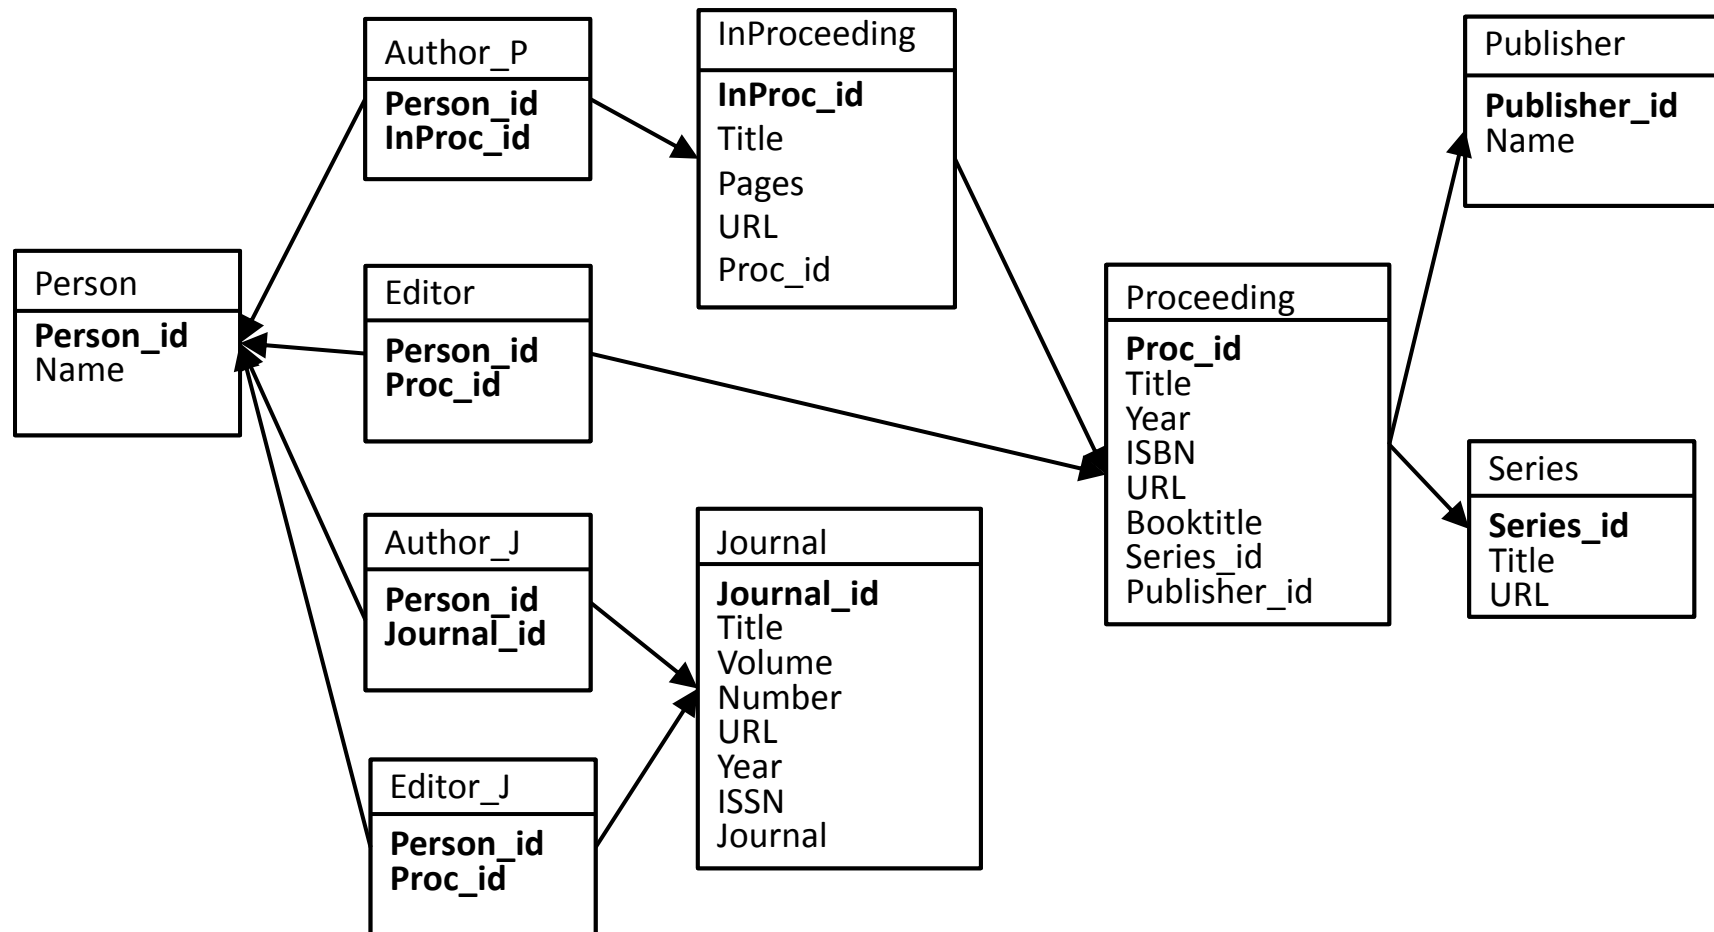 Person
Person_id
Name
Author_P
Person_id
InProc_id
Editor
Person_id
Proc_id
Author_J
Person_id
Journal_id
Editor_J
Person_id
Proc_id
InProceeding
InProc_id
Title
Pages
URL
Proc_id
Journal
Journal_id
Title
Volume
Number
URL
Year
ISSN
Journal
Proceeding
Proc_id
Title
Year
ISBN
URL
Booktitle
Series_id
Publisher_id
Publisher
Publisher_id
Name
Series
Series_id
Title
URL